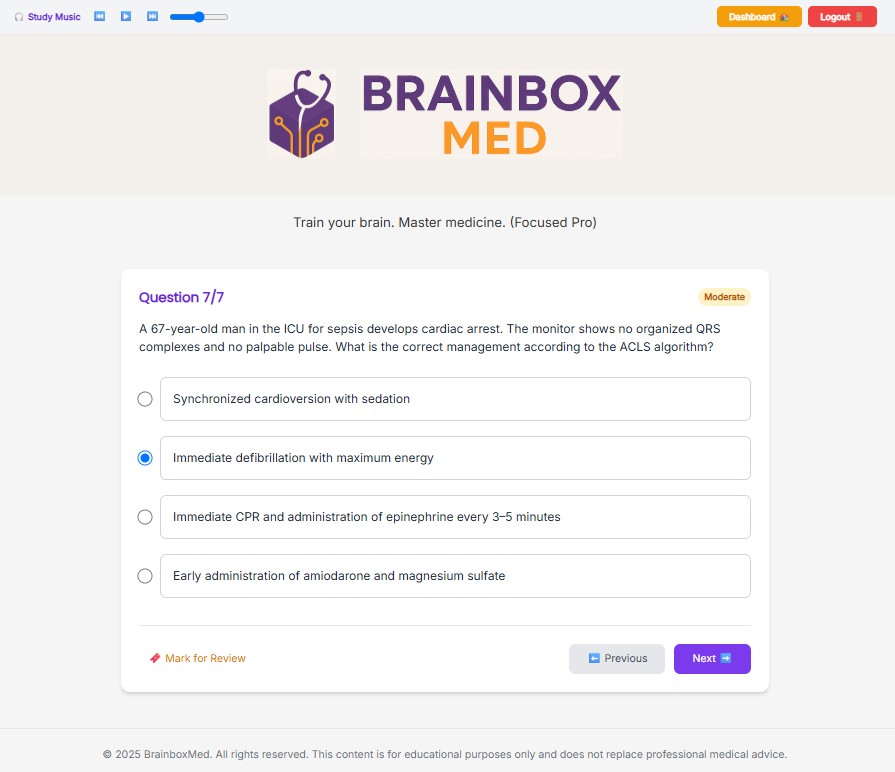 🎧 Study Music ⏮️ ▶️ ⏭️ Dashboard 🏠 Logout 🚪
BRAINBOX
MED
Train your brain. Master medicine. (Focused Pro)
Question 7/7 Moderate
A 67-year-old man in the ICU for sepsis develops cardiac arrest. The monitor shows no organized QRS
complexes and no palpable pulse. What is the correct management according to the ACLS algorithm?
Synchronized cardioversion with sedation
Immediate defibrillation with maximum energy
Immediate CPR and administration of epinephrine every 3–5 minutes
Early administration of amiodarone and magnesium sulfate
Mark for Review ⬅️ Previous Next ➡️
© 2025 BrainboxMed. All rights reserved. This content is for educational purposes only and does not replace professional medical advice.